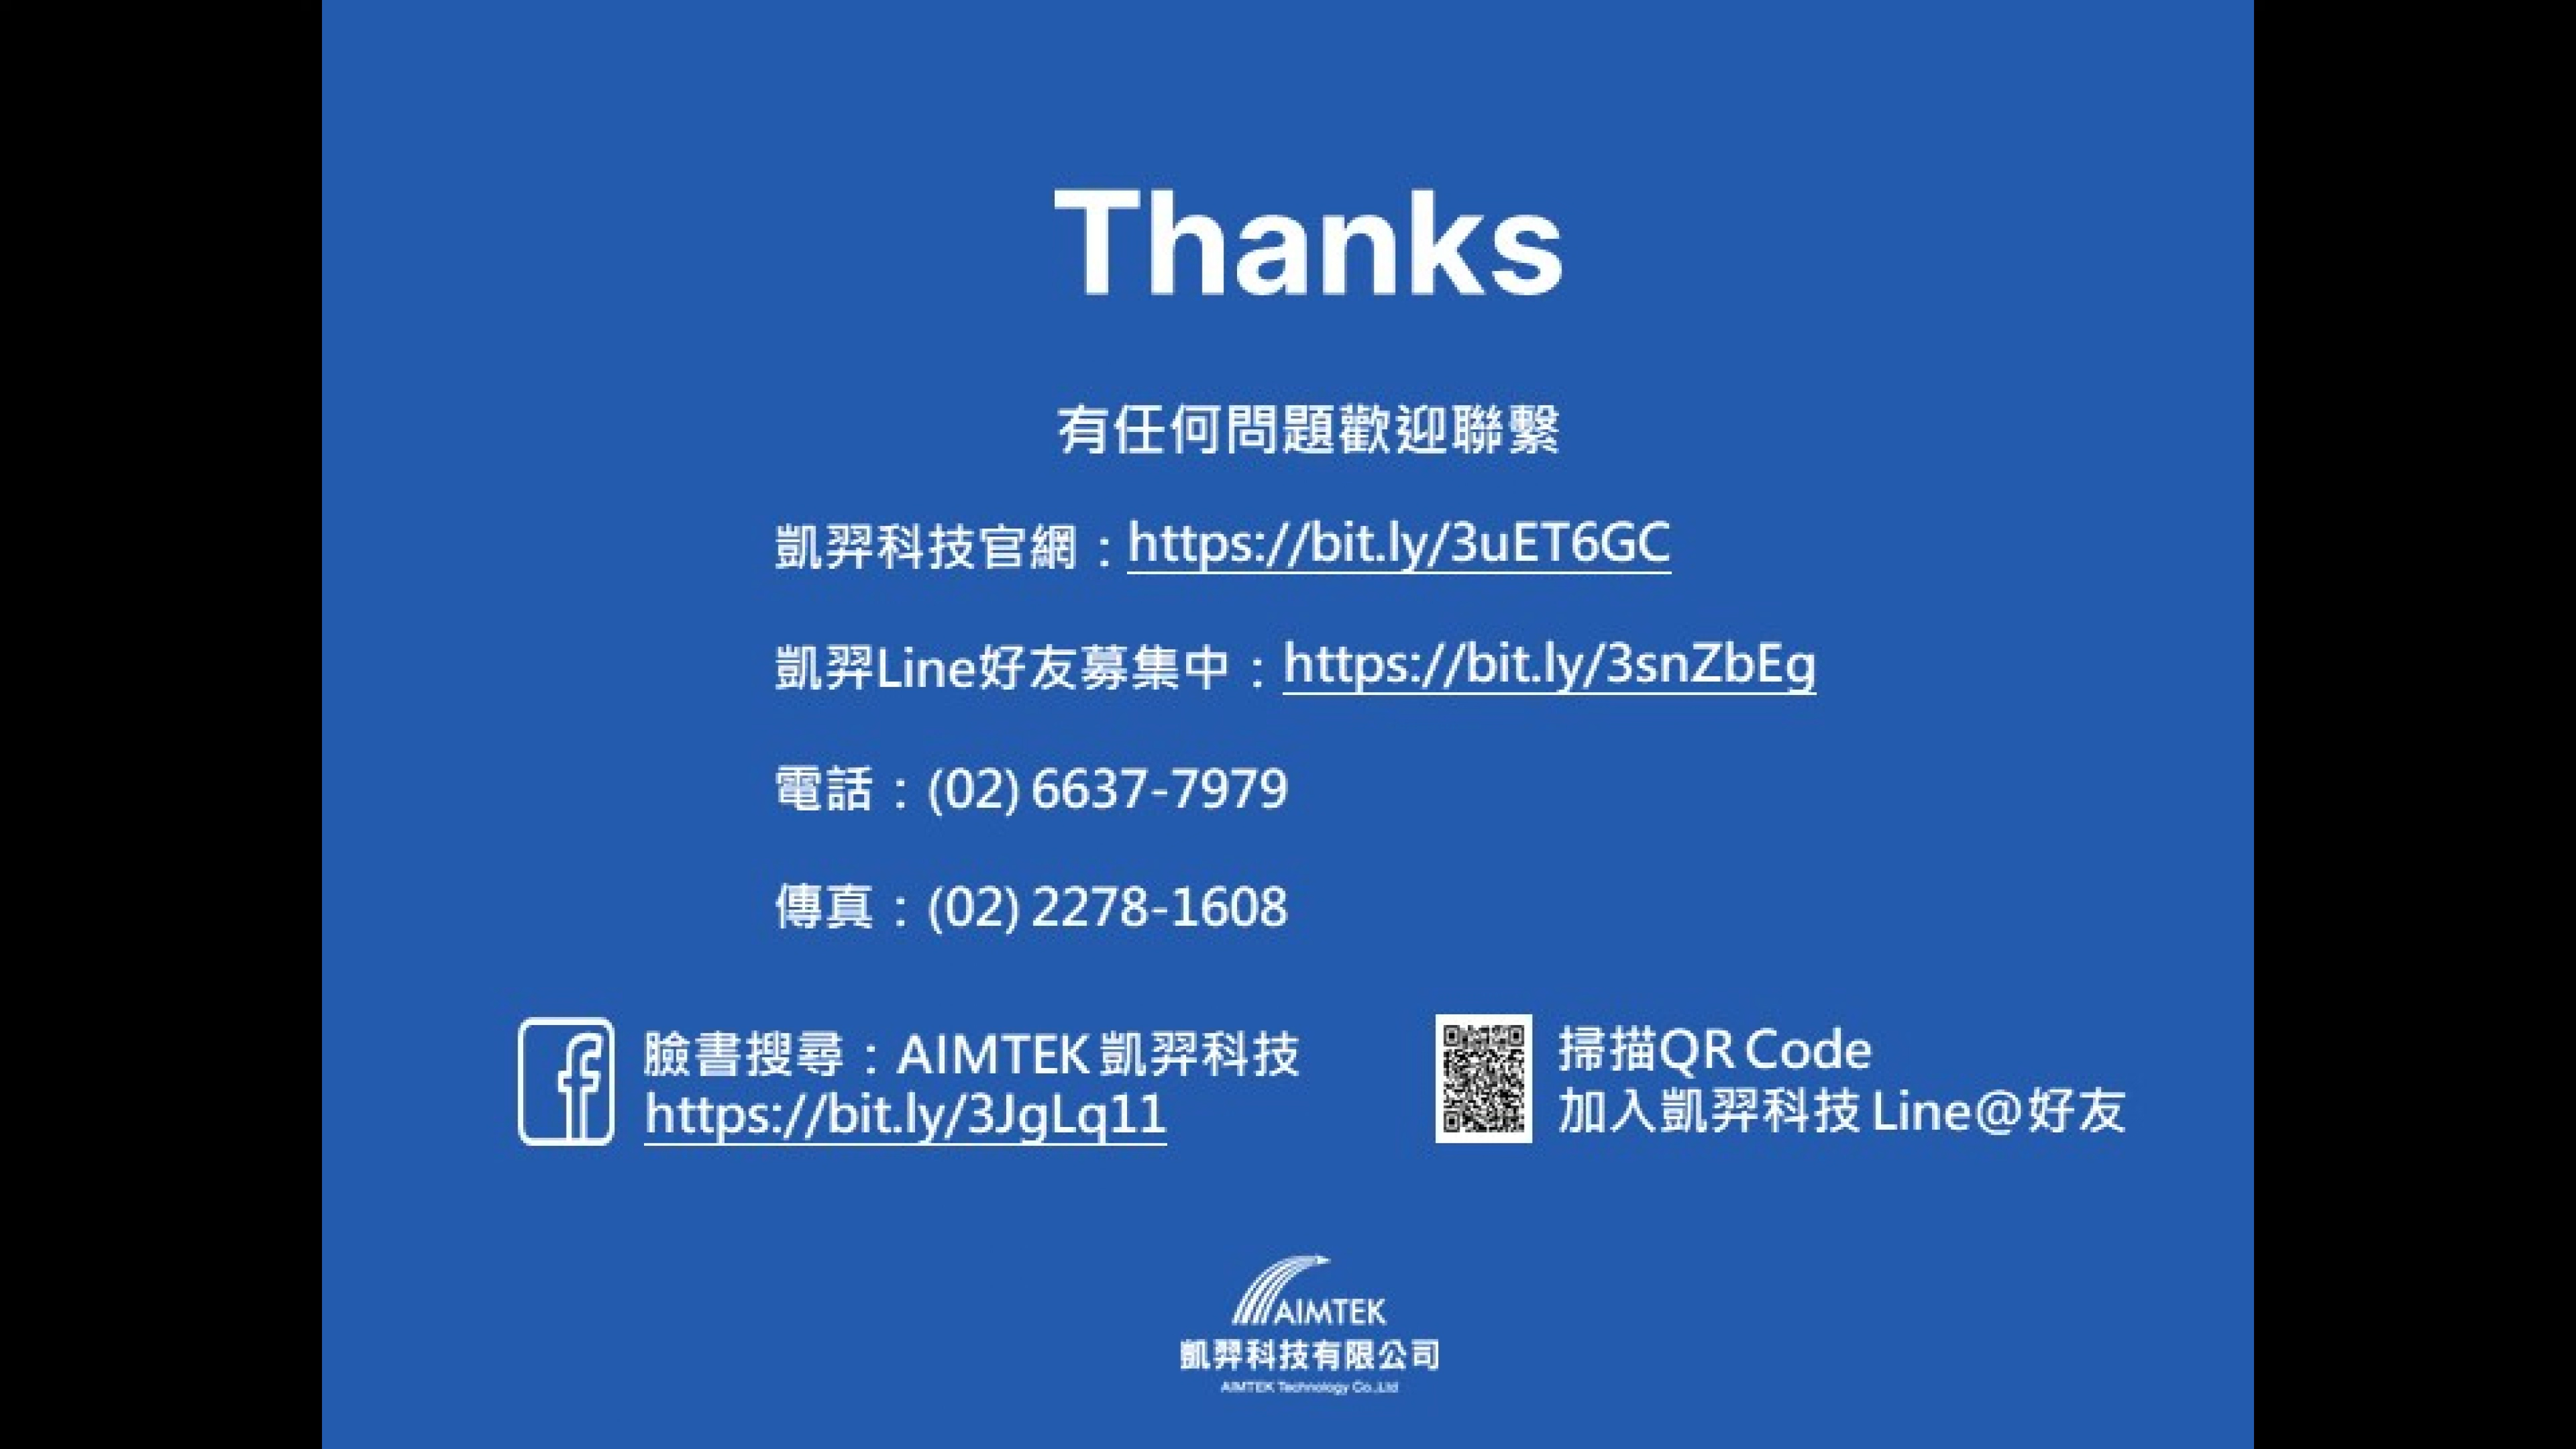 Thanks
有任何問題歡迎聯繫
凱羿科技官網：https://bit.ly/3uET6GC
凱羿Line好友募集中：https://bit.ly/3snZbEg
電話：(02) 6637-7979
傳真：(02) 2278-1608
臉書搜尋：AIMTEK 凱羿科技
https://bit.ly/3JgLq11
掃描QR Code
加入凱羿科技 Line@好友
AIMTEK
凱羿科技有限公司
AIMTEK Technology Co.,Ltd